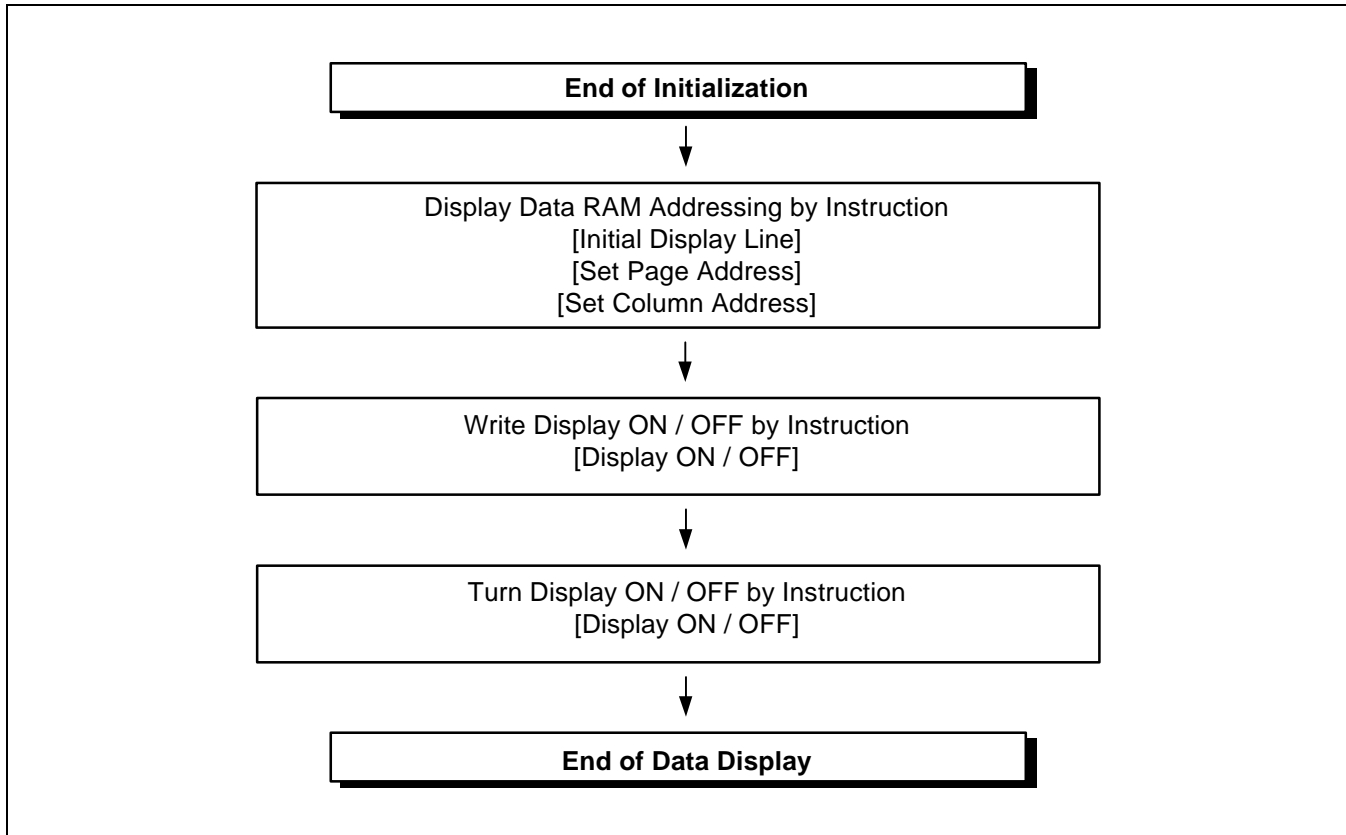 End of Initialization
Display Data RAM Addressing by Instruction
[Initial Display Line]
[Set Page Address]
[Set Column Address]
Write Display ON / OFF by Instruction
[Display ON / OFF]
Turn Display ON / OFF by Instruction
[Display ON / OFF]
End of Data Display